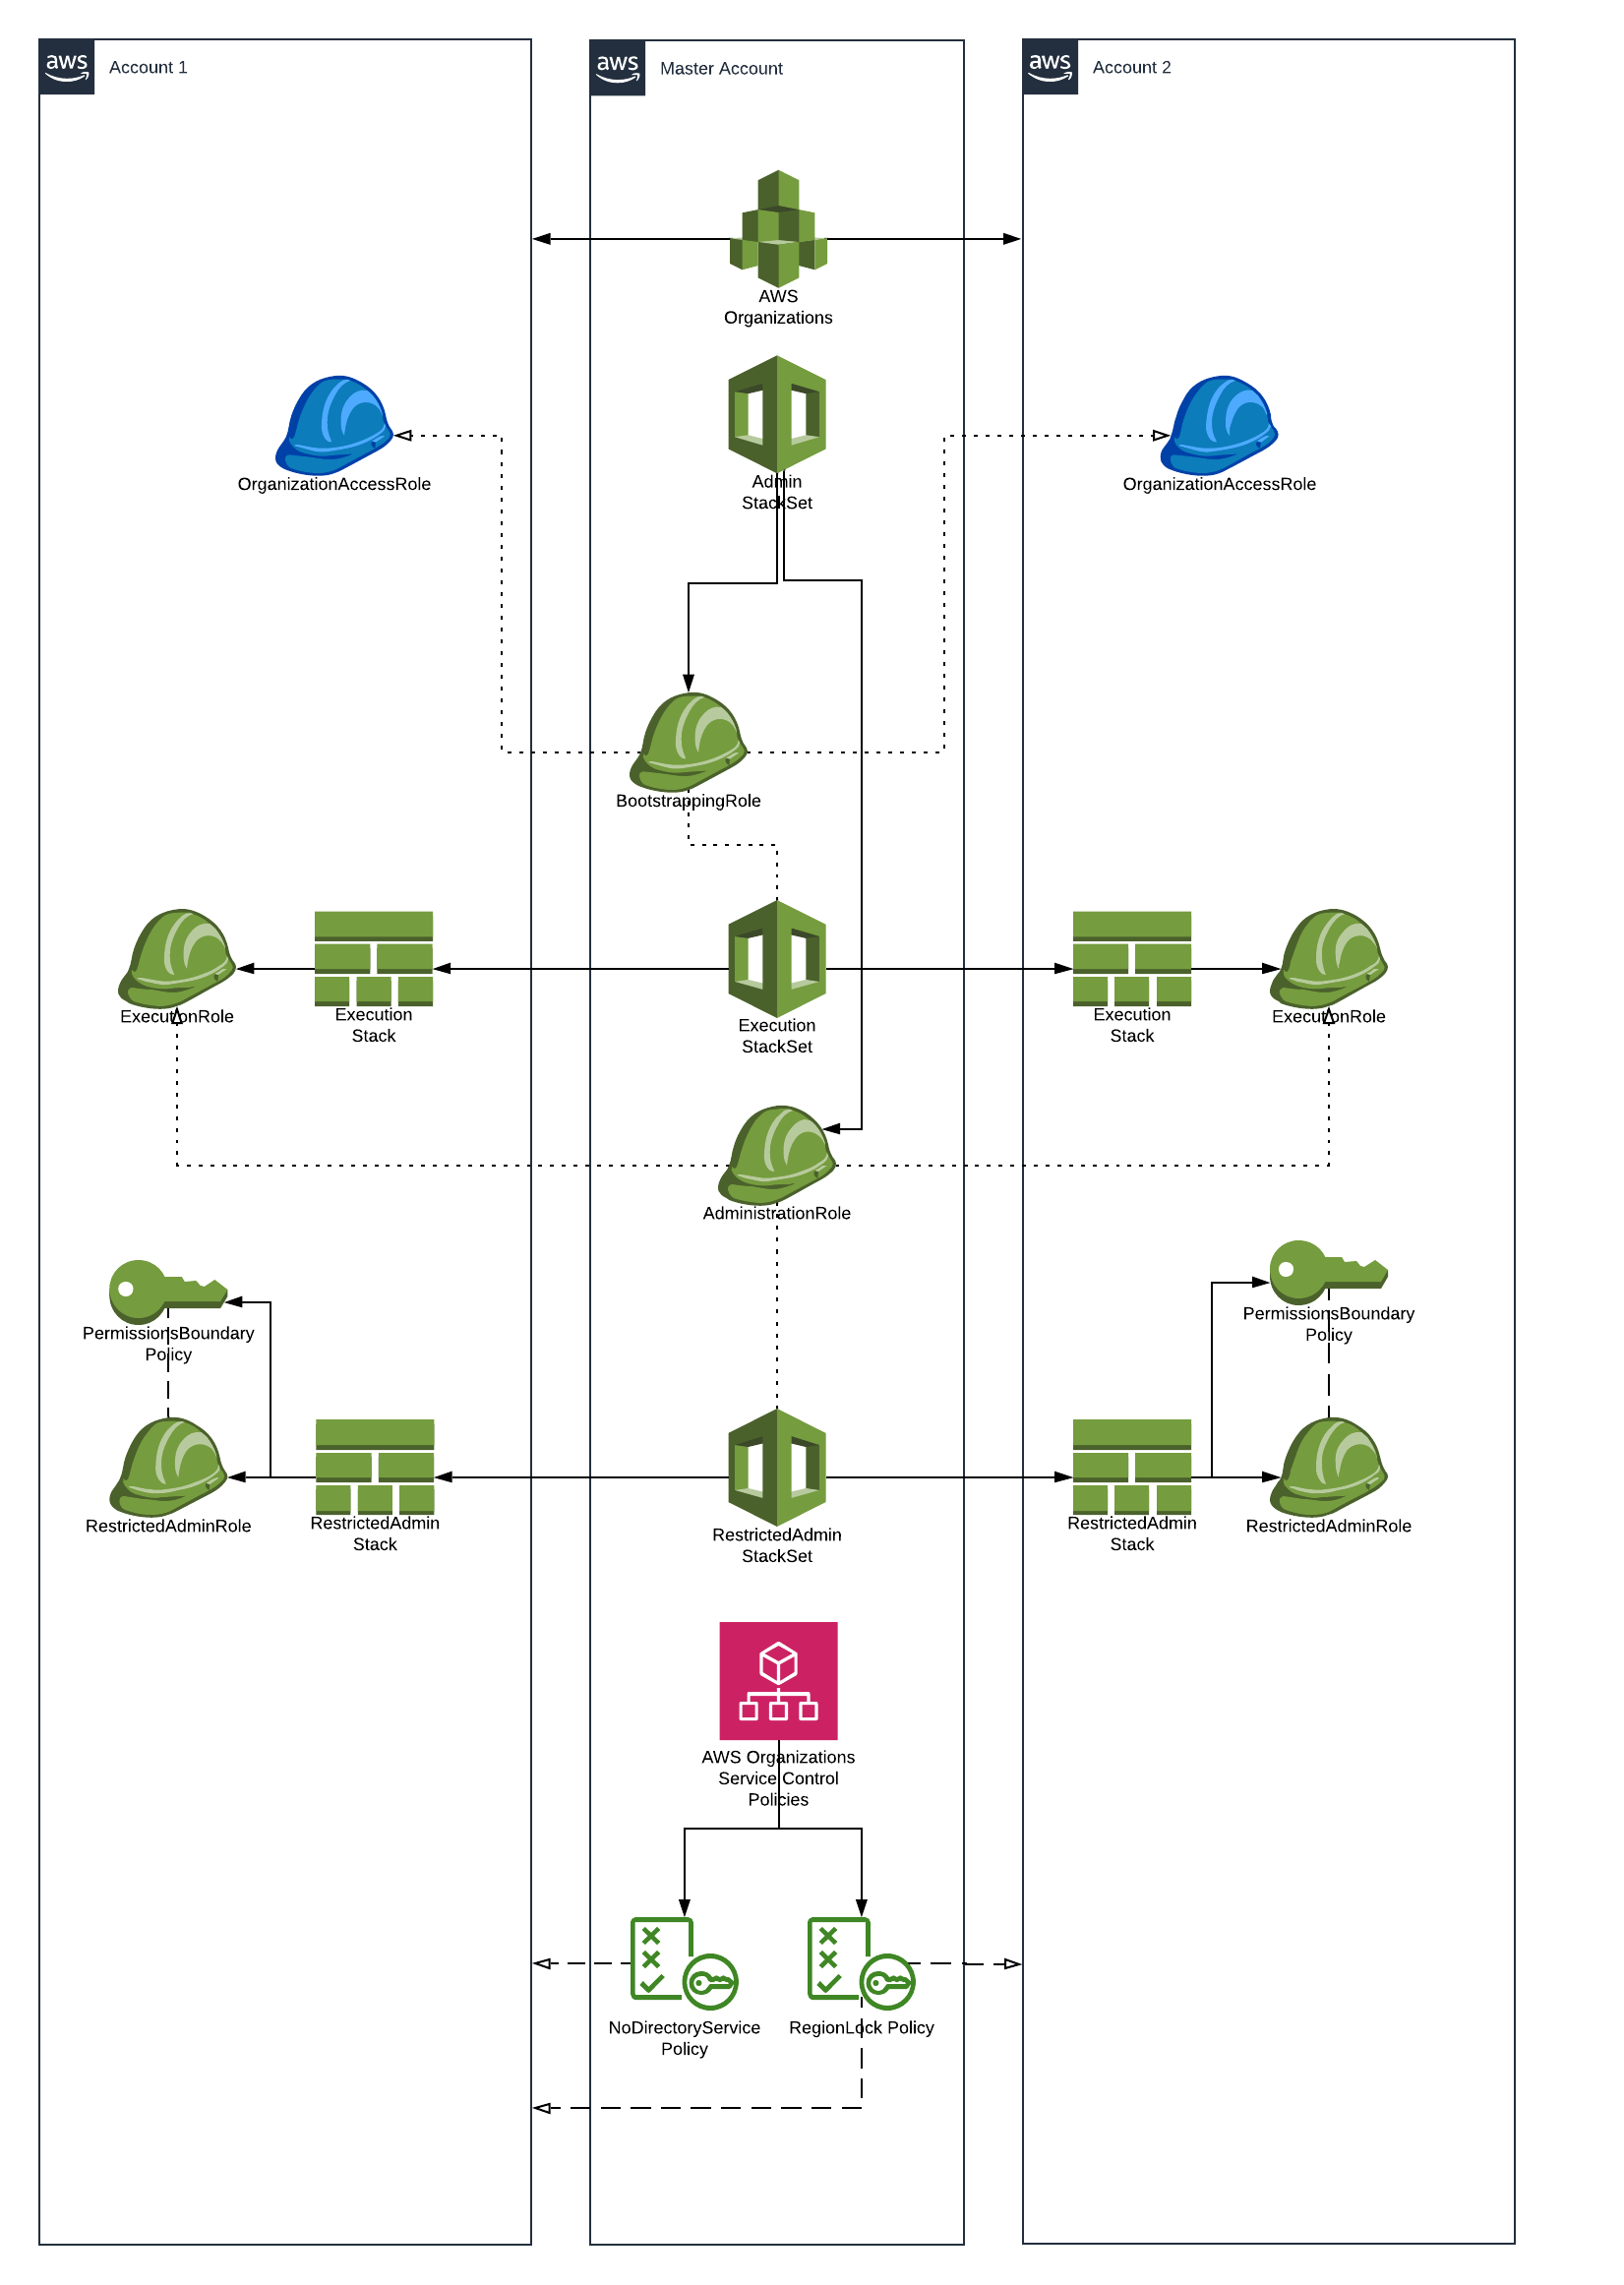 aws
Account 1
aws
Master Account
aws
Account 2
AWS
Organizations
OrganizationAccessRole
Admin
StackSet
OrganizationAccessRole
BootstrappingRole
ExecutionRole
Execution
Stack
Execution
StackSet
Execution
Stack
ExecutionRole
AdministrationRole
PermissionsBoundary
Policy
PermissionsBoundary
Policy
RestrictedAdminRole
RestrictedAdmin
Stack
RestrictedAdmin
StackSet
RestrictedAdmin
Stack
RestrictedAdminRole
AWS Organizations
Service Control
Policies
NoDirectoryService
Policy
RegionLock Policy